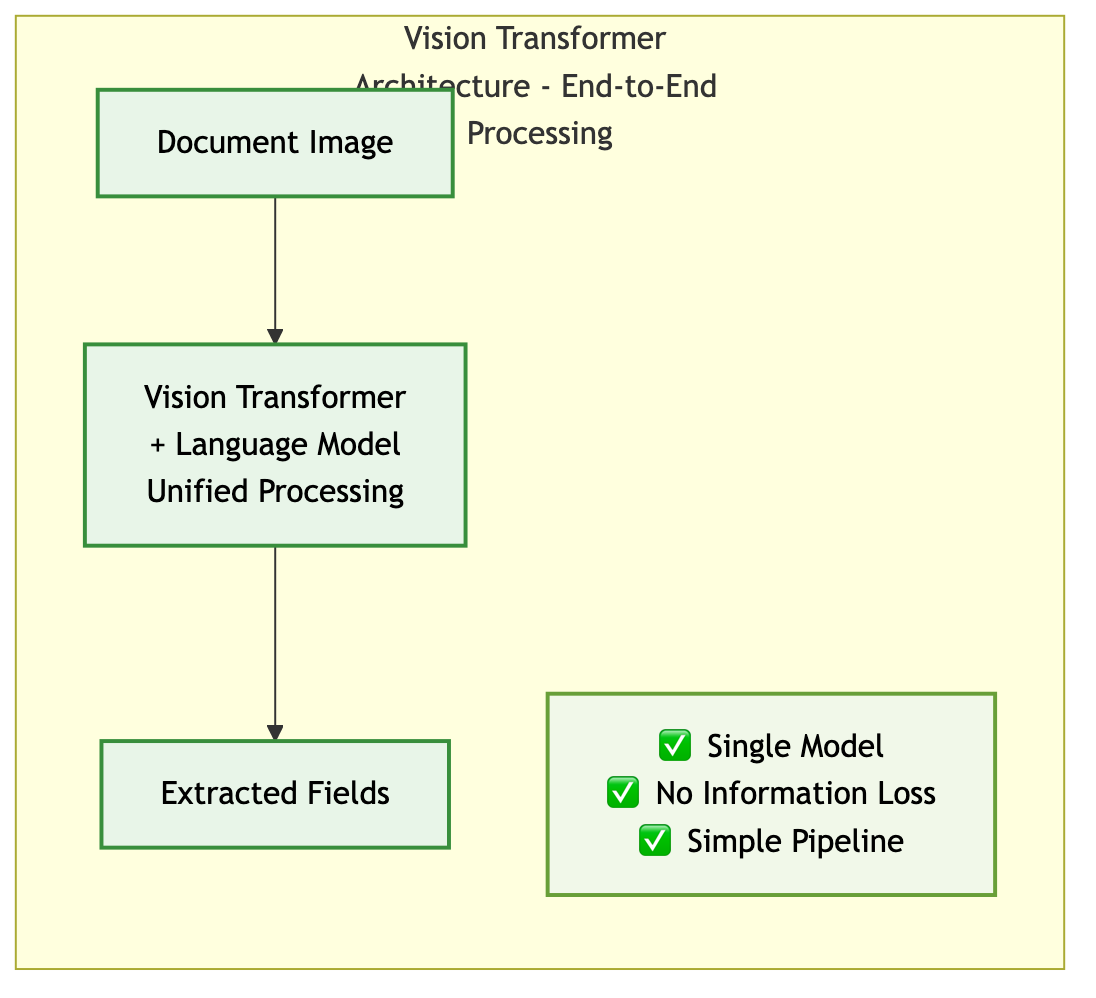 Vision Transformer
Architecture - End-to-End
Processing
Document Image
Vision Transformer
+ Language Model
Unified Processing
Extracted Fields
✅ Single Model
✅ No Information Loss
✅ Simple Pipeline